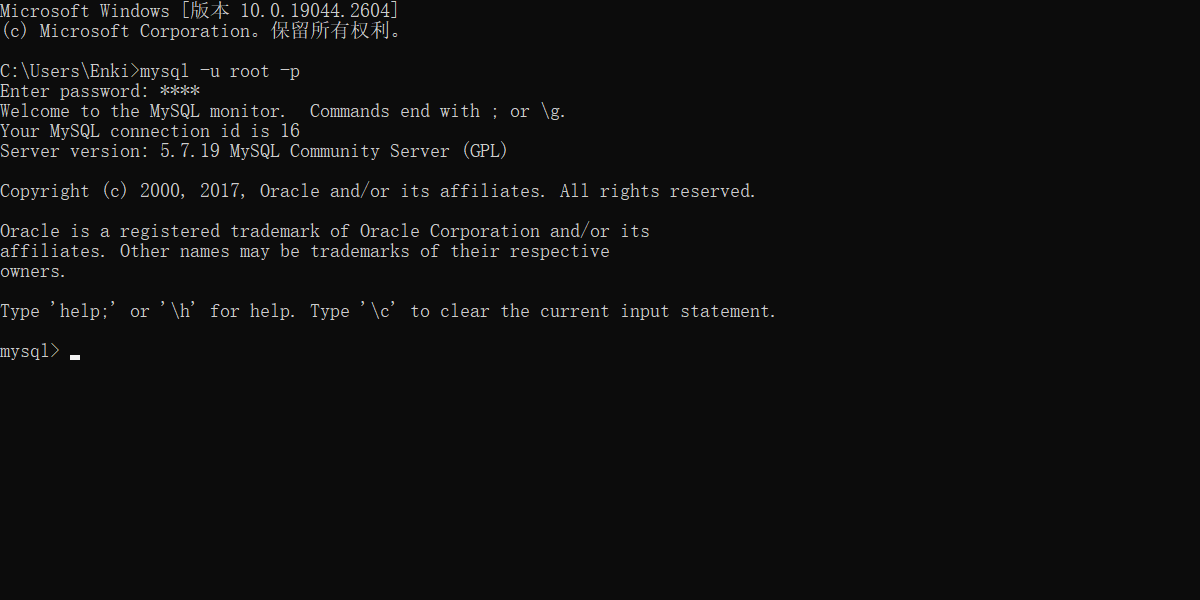 Microsoft Windows [版本 10.0.19044.2604]
(c) Microsoft Corporation。保留所有权利。
C:\Users\Enki>mysql -u root -p
Enter password: ****
Welcome to the MySQL monitor.  Commands end with ; or \g.
Your MySQL connection id is 16
Server version: 5.7.19 MySQL Community Server (GPL)
Copyright (c) 2000, 2017, Oracle and/or its affiliates. All rights reserved.
Oracle is a registered trademark of Oracle Corporation and/or its
affiliates. Other names may be trademarks of their respective
owners.
Type 'help;' or '\h' for help. Type '\c' to clear the current input statement.
mysql>